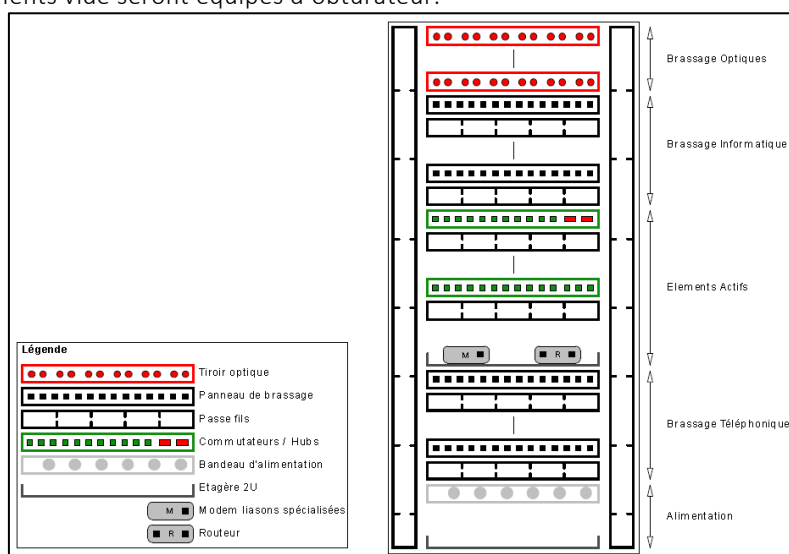 ments vide seront équipés d'obturateur.
Brassage Optiques
Brassage Informatique
Elements Actifs
M
R
Brassage Téléphonique
Alimentation
Légende
Tiroir optique
Panneau de brassage
Passe fils
Commutateurs / Hubs
Bandeau d'alimentation
Etagère 2U
M Modem liasons spécialisées
R Routeur